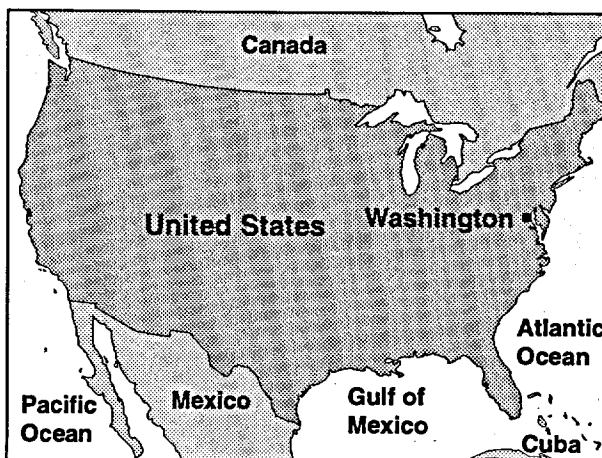 Canada
United States
Washington
Atlantic
Ocean
Pacific
Ocean
Mexico
Gulf of
Mexico
Cuba